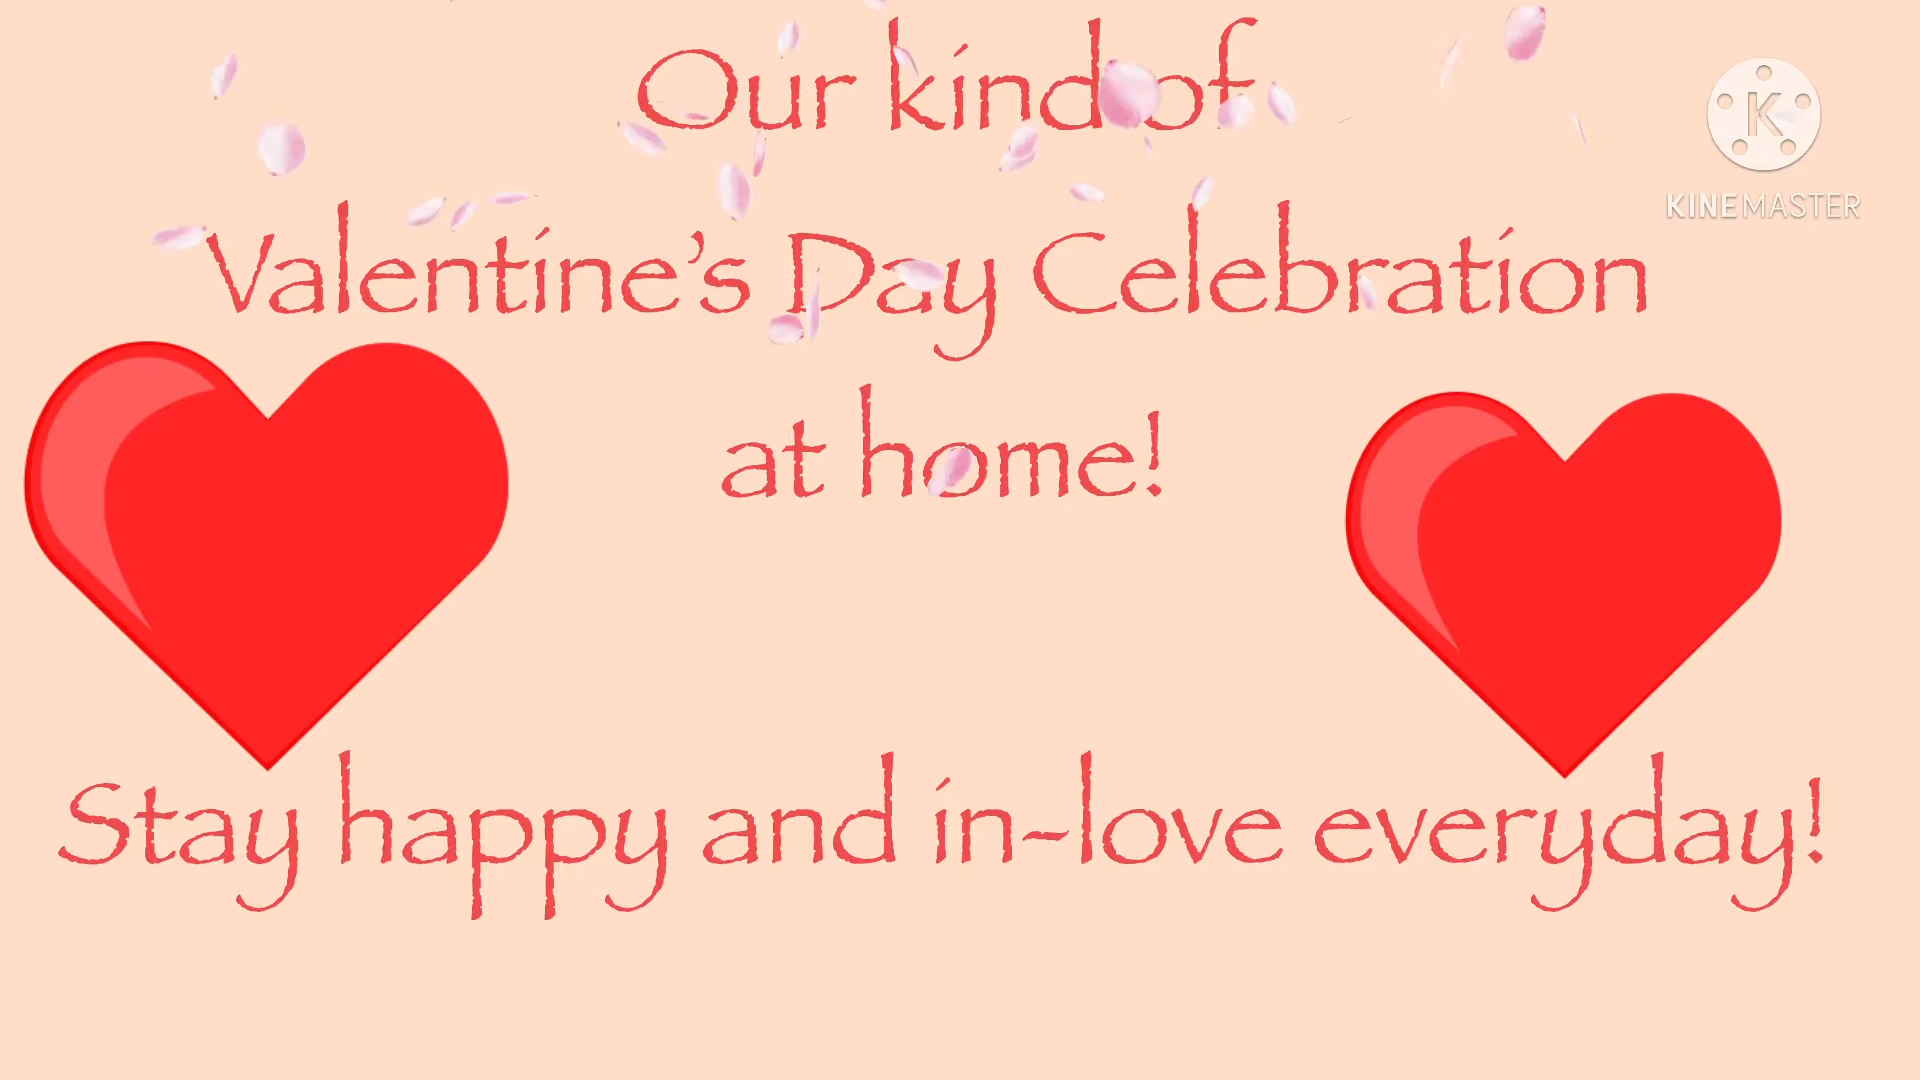 Our kind of
K
KINEMASTER
Valentine's Day Celebration
at home!
Stay happy and in-love everyday!